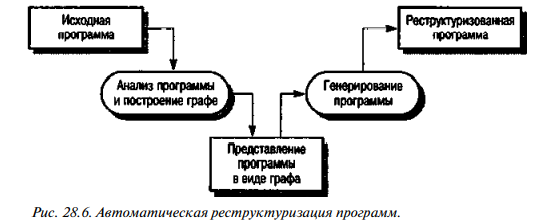 Исходная
программа
Реструктуризованная
программа
Анализ программы
и построение графе
Генерирование
программы
Представление
программы
в виде графа
Рис. 28.6. Автоматическая реструктуризация программ.